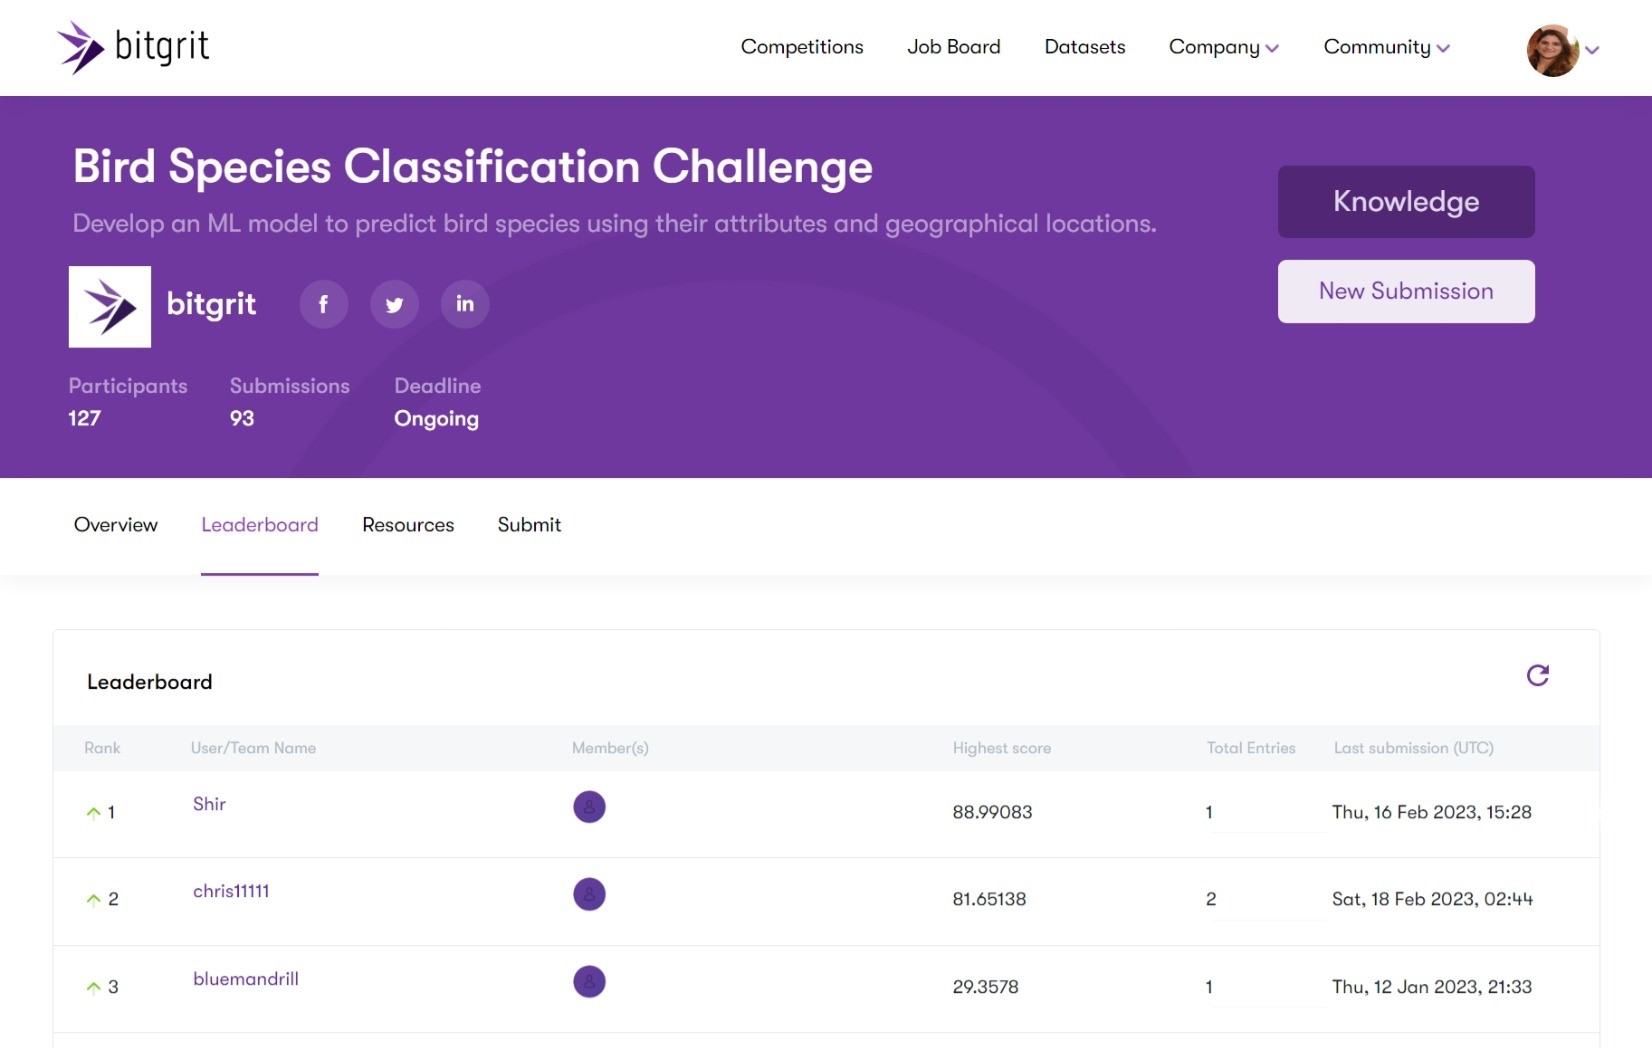 bitgrit
Competitions Job Board Datasets Company Community
Bird Species Classification Challenge
Develop an ML model to predict bird species using their attributes and geographical locations.
Knowledge
New Submission
bitgrit f in
Participants Submissions Deadline
127 93 Ongoing
Overview Leaderboard Resources Submit
Leaderboard
Rank User/Team Name Member(s) Highest score Total Entries Last submission (UTC)
1 Shir 88.99083 1 Thu, 16 Feb 2023, 15:28
2 chris11111 81.65138 2 Sat, 18 Feb 2023, 02:44
3 bluemandrill 29.3578 1 Thu, 12 Jan 2023, 21:33